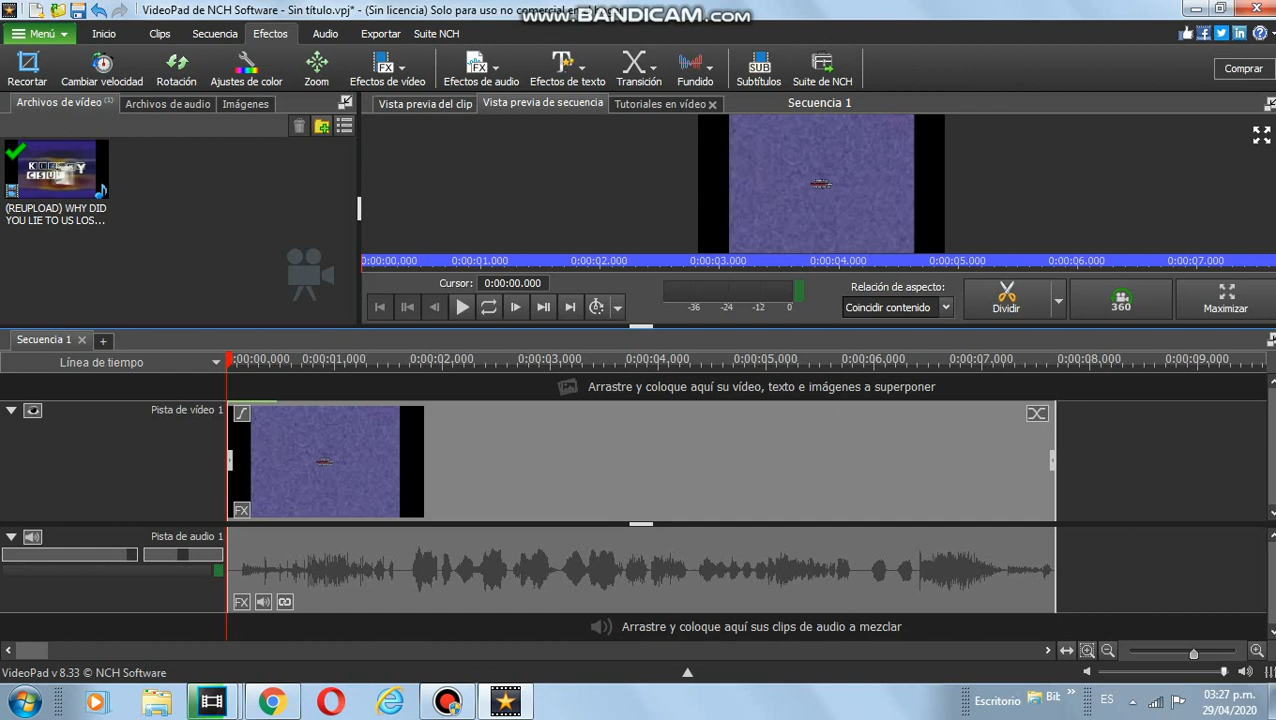 VideoPad de NCH Software - Sin título.vpj* - (Sin licencia) Solo para uso no comercial
www.BANDICAM.com
Menú Inicio Clips Secuencia Efectos Audio Exportar Suite NCH
Recortar Cambiar velocidad Rotación Ajustes de color Zoom Efectos de vídeo Efectos de audio Efectos de texto Transición Fundido Subtítulos Suite de NCH Comprar
Archivos de vídeo (1) Archivos de audio Imágenes
Vista previa del clip Vista previa de secuencia Tutoriales en vídeo Secuencia 1
(REUPLOAD) WHY DID
YOU LIE TO US LOS...
0:00:00.000 0:00:01.000 0:00:02.000 0:00:03.000 0:00:04.000 0:00:05.000 0:00:06.000 0:00:07.000
Cursor: 0:00:00.000
-36 -24 -12 0
Relación de aspecto:
Coincidir contenido
Dividir
360
Maximizar
Secuencia 1
Línea de tiempo
0:00:00,000 0:00:01,000 0:00:02,000 0:00:03,000 0:00:04,000 0:00:05,000 0:00:06,000 0:00:07,000 0:00:08,000 0:00:09,000
Arrastre y coloque aquí su vídeo, texto e imágenes a superponer
Pista de vídeo 1
FX
Pista de audio 1
FX
Arrastre y coloque aquí sus clips de audio a mezclar
VideoPad v 8.33 © NCH Software
Escritorio Bib ES
03:27 p.m.
29/04/2020